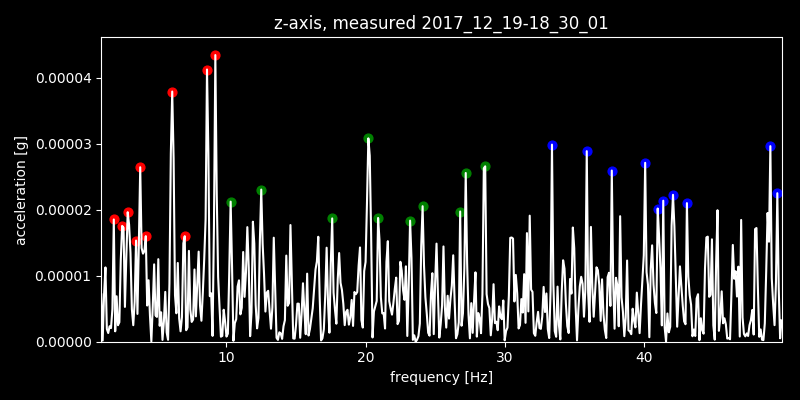 z-axis, measured 2017_12_19-18_30_01
0.00004
0.00003
0.00002
0.00001
0.00000
acceleration [g]
10 20 30 40
frequency [Hz]